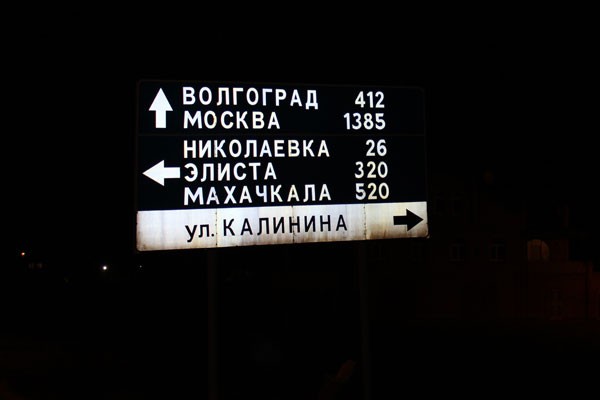 ВОЛГОГРАД 412
МОСКВА 1385
НИКОЛАЕВКА 26
ЭЛИСТА 320
МАХАЧКАЛА 520
ул. КАЛИНИНА